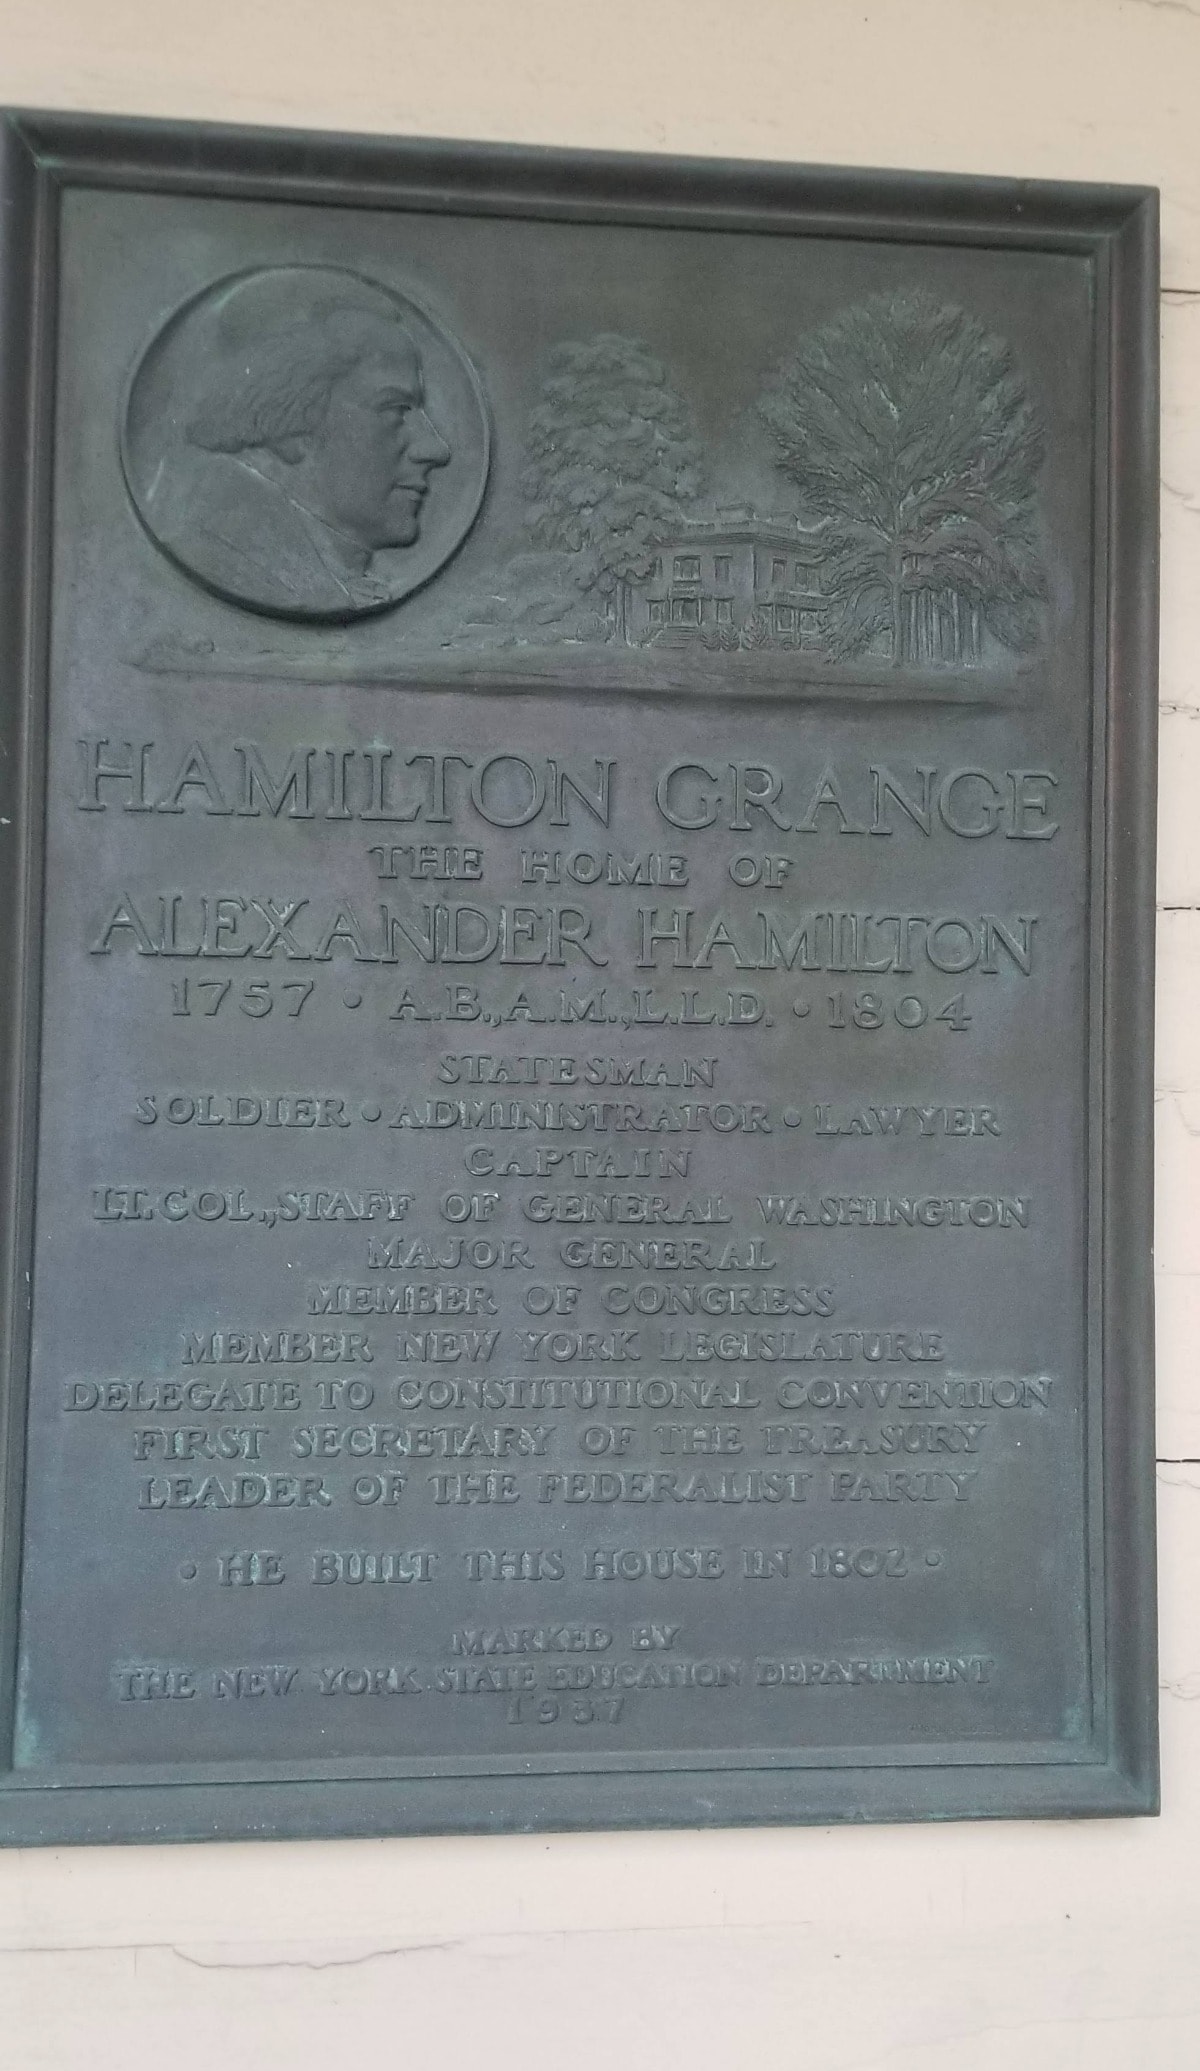 HAMILTON GRANGE
THE HOME OF
ALEXANDER HAMILTON
1757 • A.B.,A.M.,L.L.D. • 1804
STATESMAN
SOLDIER • ADMINISTRATOR • LAWYER
CAPTAIN
LT.COL.,,STAFF OF GENERAL WASHINGTON
MAJOR GENERAL
MEMBER OF CONGRESS
MEMBER NEW YORK LEGISLATURE
DELEGATE TO CONSTITUTIONAL CONVENTION
FIRST SECRETARY OF THE TREASURY
LEADER OF THE FEDERALIST PARTY
• HE BUILT THIS HOUSE IN 1802 •
MARKED BY
THE NEW YORK STATE EDUCATION DEPARTMENT
1937